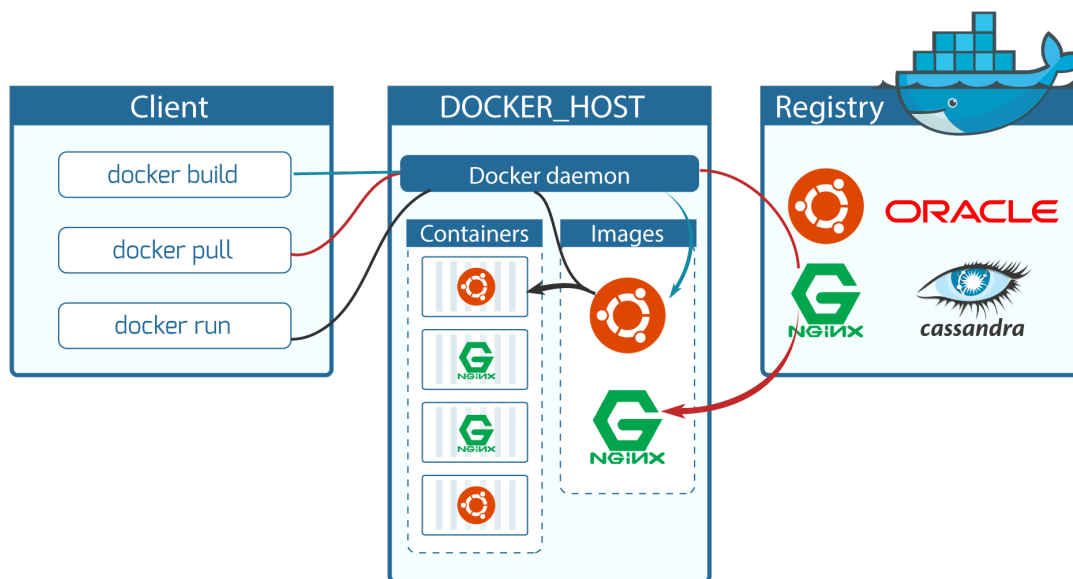 Client
docker build
docker pull
docker run
DOCKER_HOST
Docker daemon
Containers
NGiNX
NGiNX
Images
NGiNX
Registry
ORACLE
NGiNX
cassandra